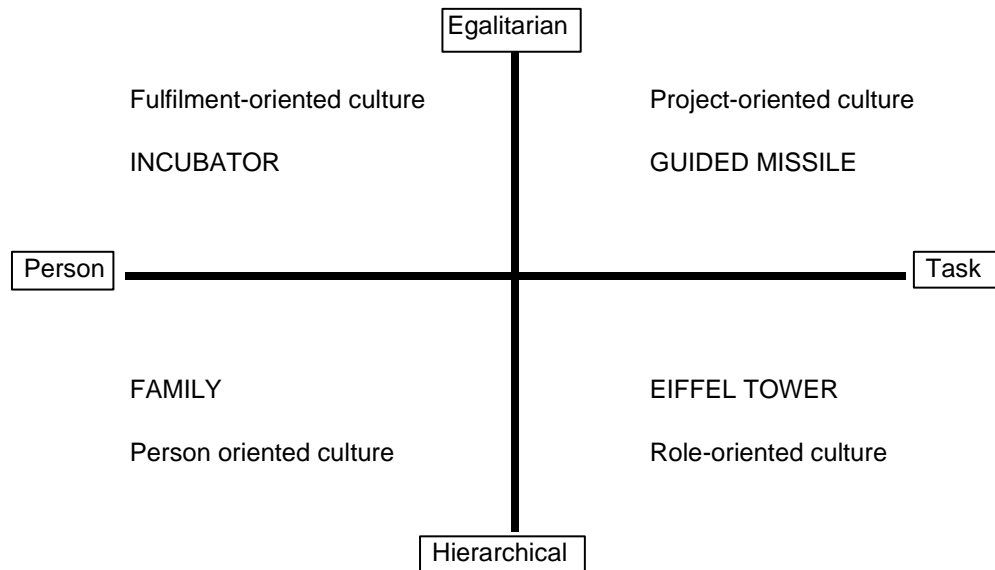 Egalitarian
Fulfilment-oriented culture
Project-oriented culture
INCUBATOR
GUIDED MISSILE
Person
Task
FAMILY
EIFFEL TOWER
Person oriented culture
Role-oriented culture
Hierarchical